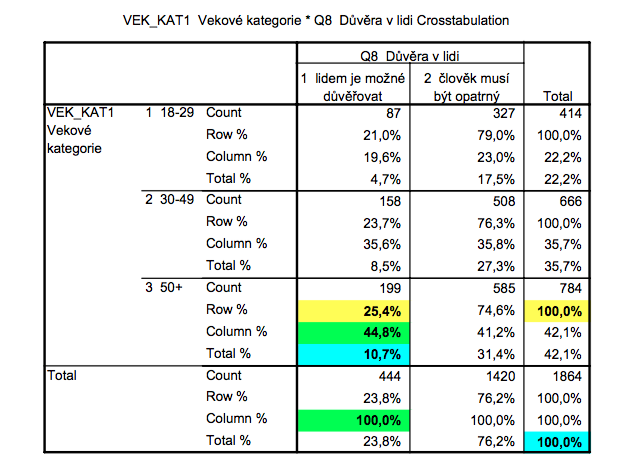 VEK_KAT1 Vekové kategorie * Q8 Důvěra v lidi Crosstabulation
Q8 Důvěra v lidi
1 lidem je možné důvěřovat 2 člověk musí být opatrný Total
VEK_KAT1 Vekové kategorie 1 18-29 Count 87 327 414
Row % 21,0% 79,0% 100,0%
Column % 19,6% 23,0% 22,2%
Total % 4,7% 17,5% 22,2%
2 30-49 Count 158 508 666
Row % 23,7% 76,3% 100,0%
Column % 35,6% 35,8% 35,7%
Total % 8,5% 27,3% 35,7%
3 50+ Count 199 585 784
Row % 25,4% 74,6% 100,0%
Column % 44,8% 41,2% 42,1%
Total % 10,7% 31,4% 42,1%
Total Count 444 1420 1864
Row % 23,8% 76,2% 100,0%
Column % 100,0% 100,0% 100,0%
Total % 23,8% 76,2% 100,0%